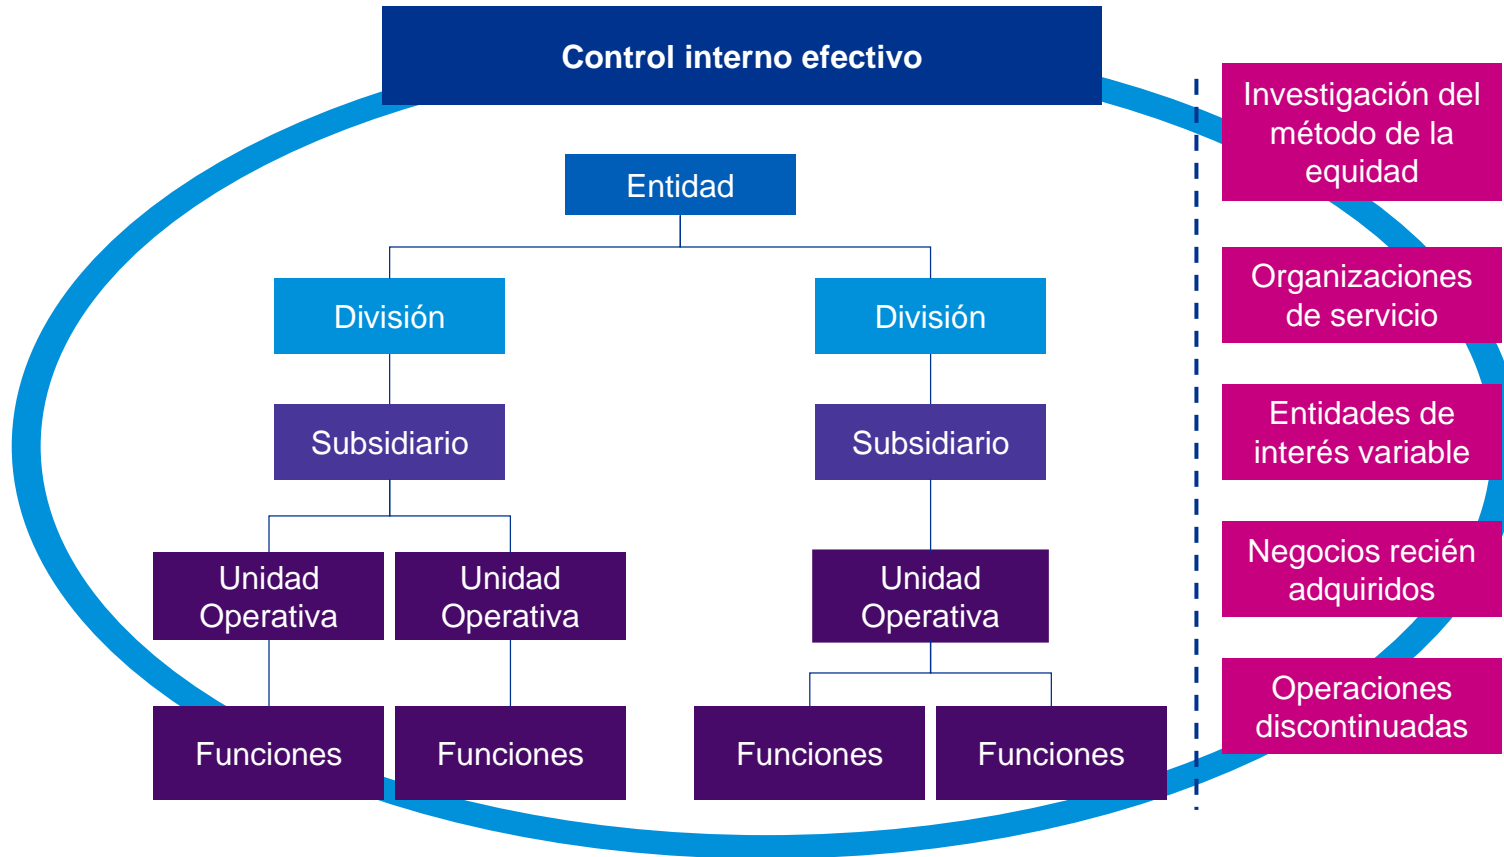 Control interno efectivo
Entidad
División
División
Subsidiario
Subsidiario
Unidad
Operativa
Unidad
Operativa
Unidad
Operativa
Funciones
Funciones
Funciones
Funciones
Investigación del
método de la
equidad
Organizaciones
de servicio
Entidades de
interés variable
Negocios recién
adquiridos
Operaciones
discontinuadas